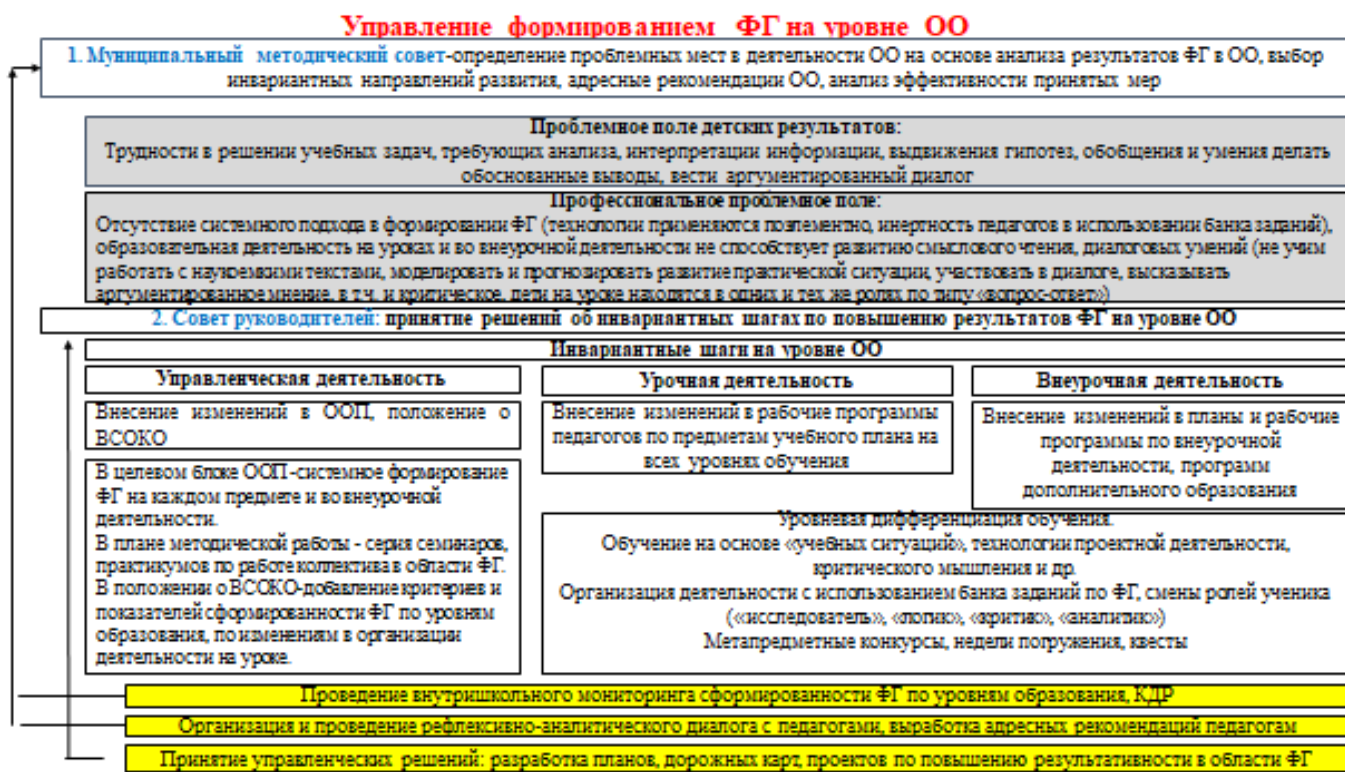 Управление формированием ФГ на уровне ОО
1. Муниципальный методический совет-определение проблемных мест в деятельности ОО на основе анализа результатов ФГ в ОО, выбор
инвариантных направлений развития, адресные рекомендации ОО, анализ эффективности принятых мер
Проблемное поле детских результатов:
Трудности в решении учебных задач, требующих анализа, интерпретации информации, выдвижения гипотез, обобщения и умения делать
обоснованные выводы, вести аргументированный диалог
Профессиональное проблемное поле:
Отсутствие системного подхода в формировании ФГ (технологии применяются поэлементно, инертность педагогов в использовании банка заданий),
образовательная деятельность на уроках и во внеурочной деятельности не способствует развитию смыслового чтения, диалоговых умений (не учим
работать с наукоемкими текстами, моделировать и прогнозировать развитие практической ситуации, участвовать в диалоге, высказывать
аргументированное мнение, в т.ч. и критическое, дети на уроке находятся в одних и тех же ролях по типу «вопрос-ответ»)
2. Совет руководителей: принятие решений об инвариантных шагах по повышению результатов ФГ на уровне ОО
Инвариантные шаги на уровне ОО
Управленческая деятельность
Внесение изменений в ООП, положение о
ВСОКО
В целевом блоке ООП-системное формирование
ФГ на каждом предмете и во внеурочной
деятельности.
В плане методической работы - серия семинаров,
практикумов по работе коллектива в области ФГ.
В положении о ВСОКО-добавление критериев и
показателей сформированности ФГ по уровням
образования, по изменениям в организации
деятельности на уроке.
Урочная деятельность
Внесение изменений в рабочие программы
педагогов по предметам учебного плана на
всех уровнях обучения
Внеурочная деятельность
Внесение изменений в планы и рабочие
программы по внеурочной
деятельности, программ
дополнительного образования
Уровневая дифференциация обучения.
Обучение на основе «учебных ситуаций», технологии проектной деятельности,
критического мышления и др.
Организация деятельности с использованием банка заданий по ФГ, смены ролей ученика
(«исследователь», «логик», «критик», «аналитик»)
Метапредметные конкурсы, недели погружения, квесты
Проведение внутришкольного мониторинга сформированности ФГ по уровням образования, КДР
Организация и проведение рефлексивно-аналитического диалога с педагогами, выработка адресных рекомендаций педагогам
Принятие управленческих решений: разработка планов, дорожных карт, проектов по повышению результативности в области ФГ